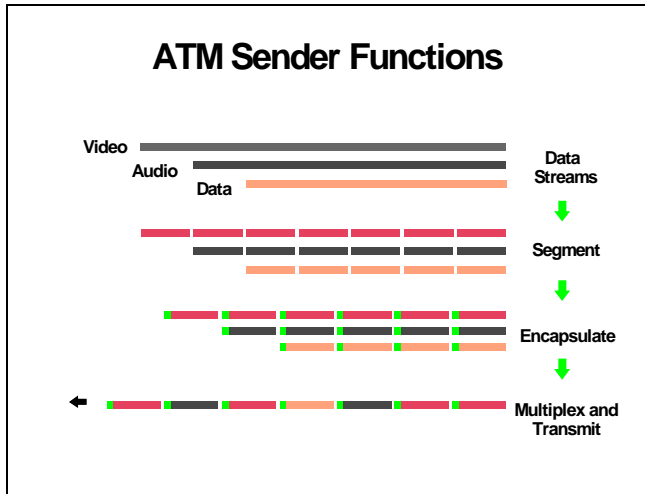 ATM Sender Functions
Video
Audio
Data
Data
Streams
Segment
Encapsulate
Multiplex and
Transmit